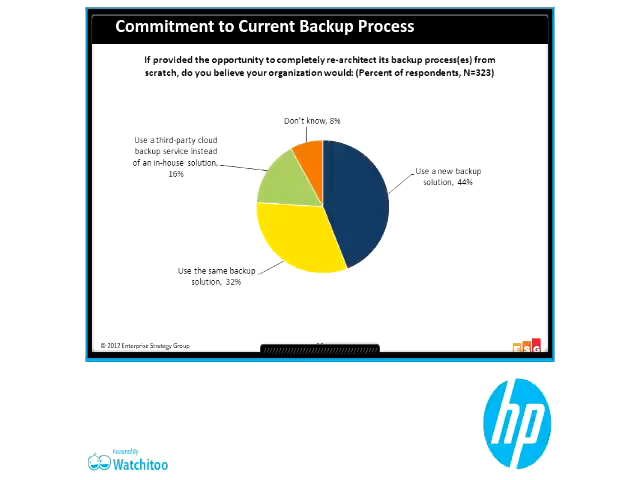 Commitment to Current Backup Process
If provided the opportunity to completely re-architect its backup process(es) from
scratch, do you believe your organization would: (Percent of respondents, N=323)
Don't know, 8%
Use a third-party cloud
backup service instead
of an in-house solution,
16%
Use a new backup
solution, 44%
Use the same backup
solution, 32%
© 2012 Enterprise Strategy Group
ESG
hp
Powered By
Watchitoo